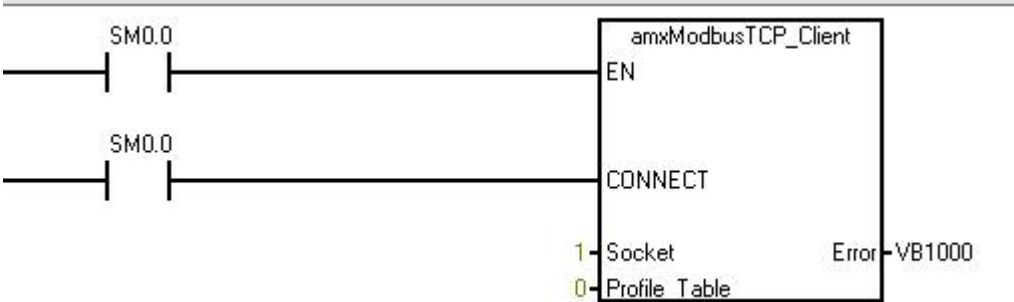 SM0.0
amxModbusTCP_Client
EN
SM0.0
CONNECT
1 Socket Error VB1000
0 Profile_Table